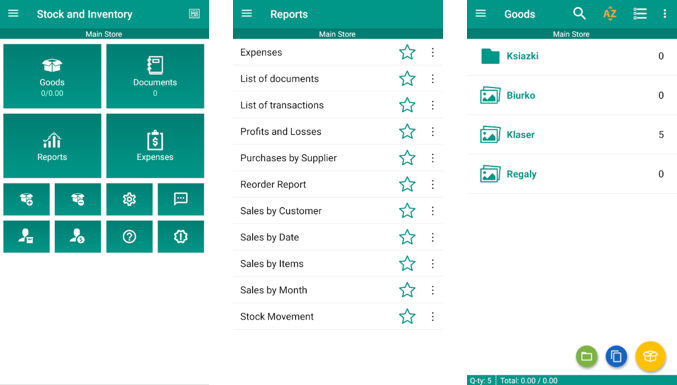 Stock and Inventory
Main Store
Goods
0/0.00
Documents
0
Reports
Expenses
Reports
Main Store
Expenses
List of documents
List of transactions
Profits and Losses
Purchases by Supplier
Reorder Report
Sales by Customer
Sales by Date
Sales by Items
Sales by Month
Stock Movement
Goods
AZ
Main Store
Ksiazki 0
Biurko 0
Klaser 5
Regaly 0
Q-ty: 5 Total: 0.00 / 0.00